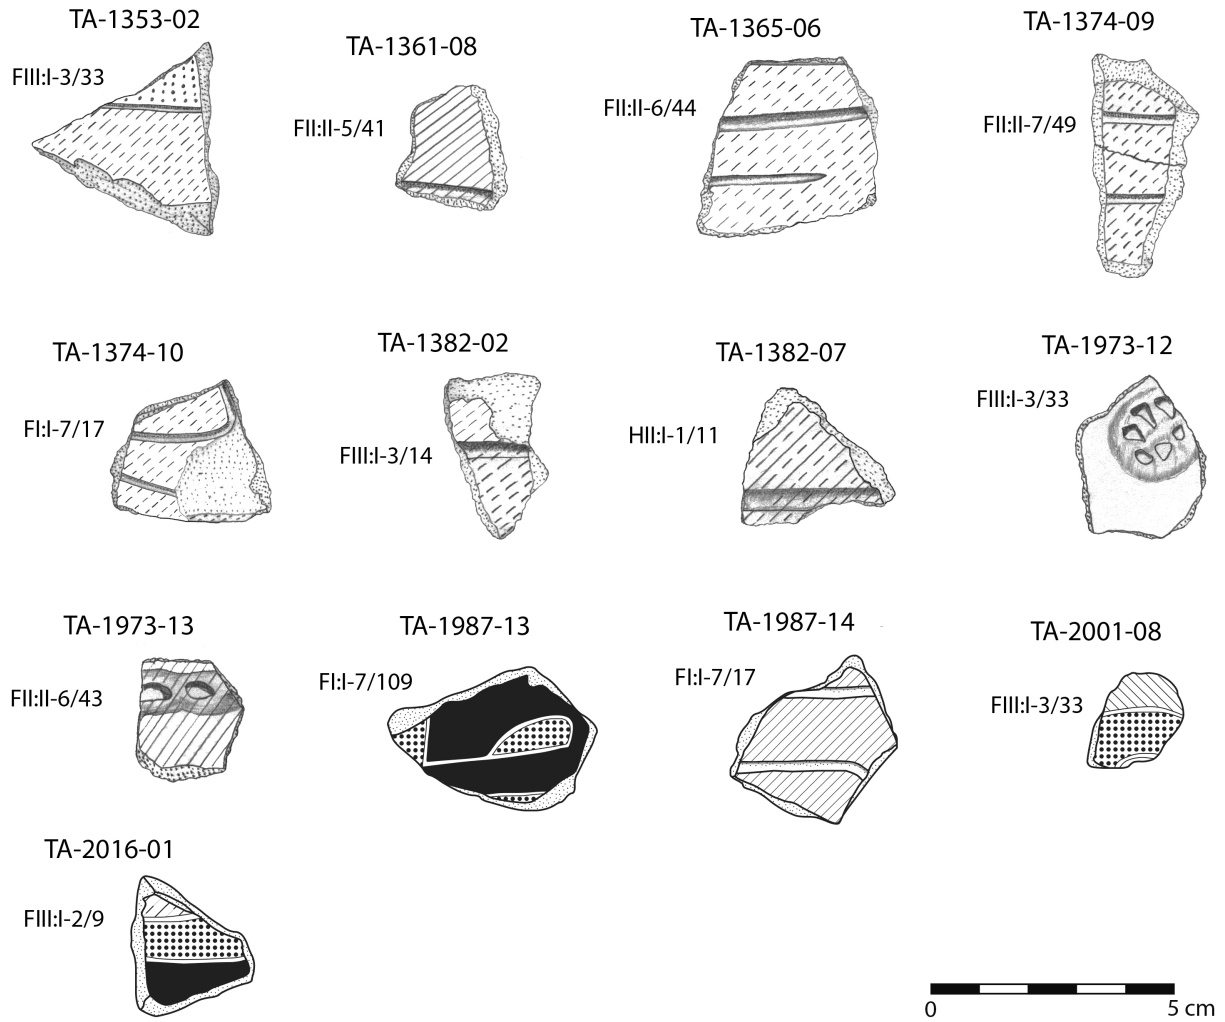 TA-1353-02
FIII:I-3/33
TA-1361-08
FII:II-5/41
TA-1365-06
FII:II-6/44
TA-1374-09
FII:II-7/49
TA-1374-10
FI:I-7/17
TA-1382-02
FIII:I-3/14
TA-1382-07
HII:I-1/11
TA-1973-12
FIII:I-3/33
TA-1973-13
FII:II-6/43
TA-1987-13
FI:I-7/109
TA-1987-14
FI:I-7/17
TA-2001-08
FIII:I-3/33
TA-2016-01
FIII:I-2/9
0 5 cm